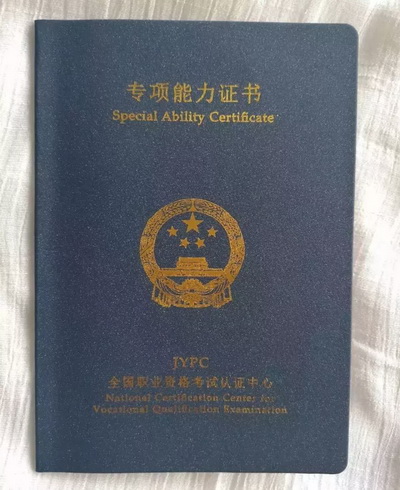 专项能力证书
Special Ability Certificate
JYPC
全国职业资格考试认证中心
National Certification Center for
Vocational Qualification Examination